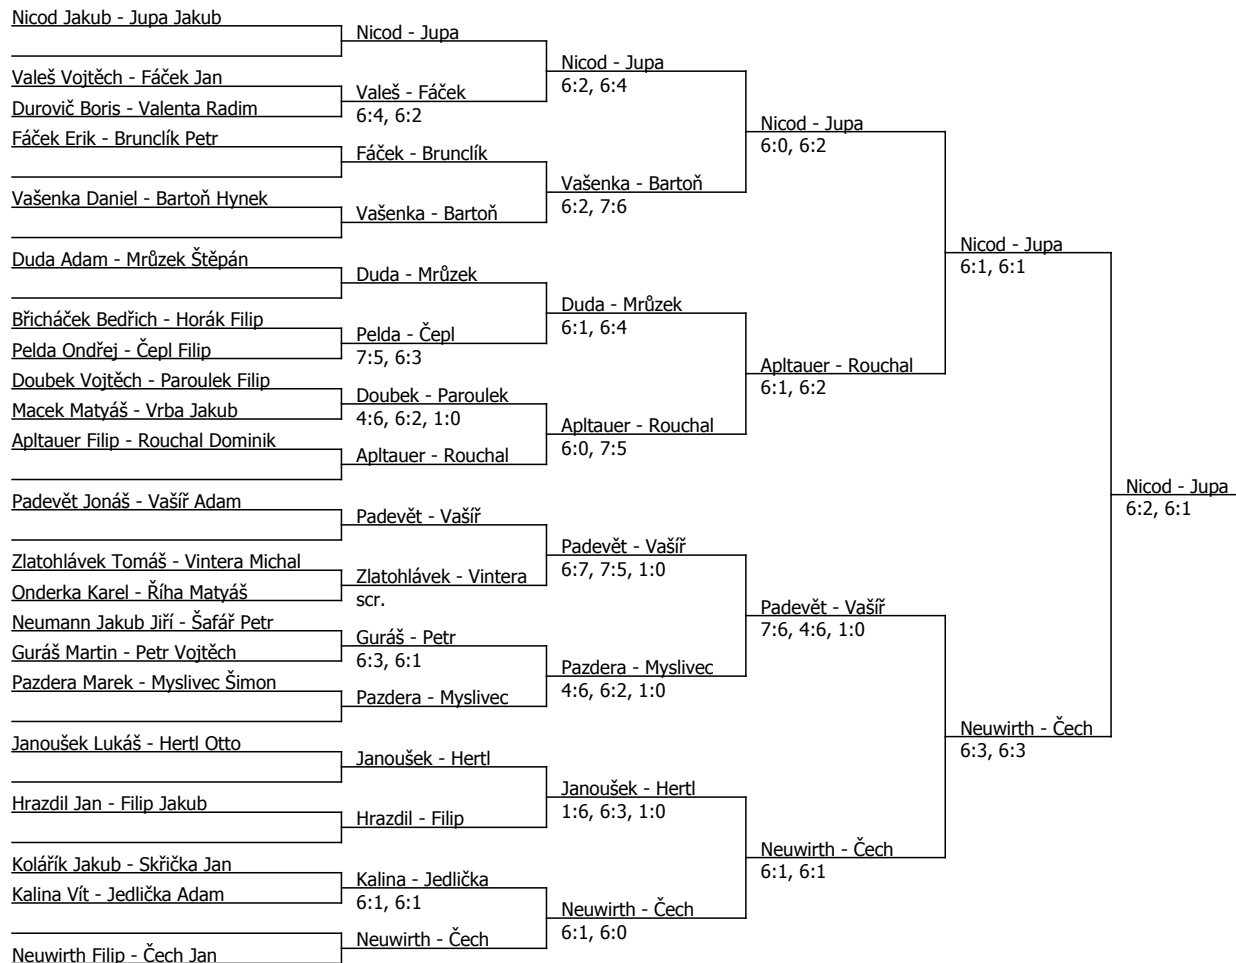 Nicod Jakub - Jupa Jakub
Valeš Vojtěch - Fáček Jan
Durovič Boris - Valenta Radim
Fáček Erik - Brunclík Petr
Vašenka Daniel - Bartoň Hynek
Duda Adam - Mrůzek Štěpán
Břicháček Bedřich - Horák Filip
Pelda Ondřej - Čepl Filip
Doubek Vojtěch - Paroulek Filip
Macek Matyáš - Vrba Jakub
Apltauer Filip - Rouchal Dominik
Padevět Jonáš - Vašíř Adam
Zlatohlávek Tomáš - Vintera Michal
Onderka Karel - Říha Matyáš
Neumann Jakub Jiří - Šafář Petr
Guráš Martin - Petr Vojtěch
Pazdera Marek - Myslivec Šimon
Janoušek Lukáš - Hertl Otto
Hrazdil Jan - Filip Jakub
Kolářík Jakub - Skřička Jan
Kalina Vít - Jedlička Adam
Neuwirth Filip - Čech Jan
Nicod - Jupa
Valeš - Fáček
6:4, 6:2
Fáček - Brunclík
Vašenka - Bartoň
Duda - Mrůzek
Pelda - Čepl
7:5, 6:3
Doubek - Paroulek
4:6, 6:2, 1:0
Apltauer - Rouchal
Padevět - Vašíř
Zlatohlávek - Vintera
scr.
Guráš - Petr
6:3, 6:1
Pazdera - Myslivec
Janoušek - Hertl
Hrazdil - Filip
Kalina - Jedlička
6:1, 6:1
Neuwirth - Čech
Nicod - Jupa
6:2, 6:4
Vašenka - Bartoň
6:2, 7:6
Duda - Mrůzek
6:1, 6:4
Apltauer - Rouchal
6:0, 7:5
Padevět - Vašíř
6:7, 7:5, 1:0
Pazdera - Myslivec
4:6, 6:2, 1:0
Janoušek - Hertl
1:6, 6:3, 1:0
Neuwirth - Čech
6:1, 6:0
Nicod - Jupa
6:0, 6:2
Apltauer - Rouchal
6:1, 6:2
Padevět - Vašíř
7:6, 4:6, 1:0
Neuwirth - Čech
6:1, 6:1
Nicod - Jupa
6:1, 6:1
Neuwirth - Čech
6:3, 6:3
Nicod - Jupa
6:2, 6:1